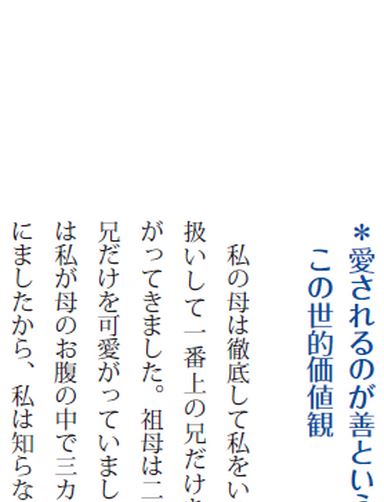 ＊愛されるのが善という
この世的価値観
私の母は徹底して私をい
扱いして一番上の兄だけを
がってきました。祖母は二
兄だけを可愛がっていまし
は私が母のお腹の中で三カ
にましたから、私は知らな